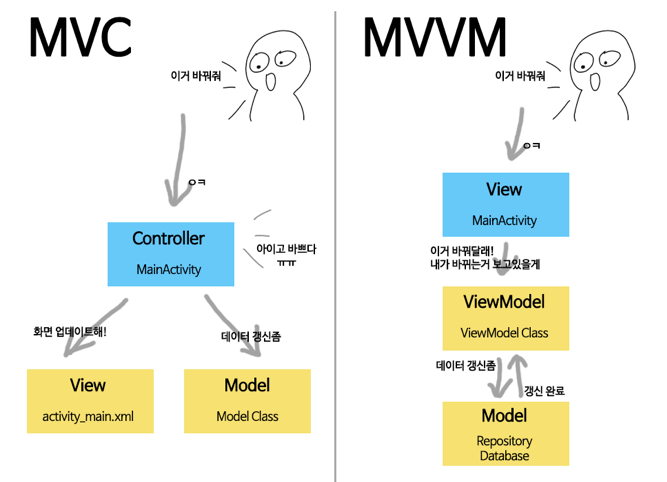 MVC
이거 바꿔줘
ㅇㅋ
Controller
MainActivity
아이고 바쁘다
ㅠㅠ
화면 업데이트해!
데이터 갱신좀
View
activity_main.xml
Model
Model Class
MVVM
이거 바꿔줘
ㅇㅋ
View
MainActivity
이거 바꿔달래!
내가 바뀌는거 보고있을게
ViewModel
ViewModel Class
데이터 갱신좀
갱신 완료
Model
Repository
Database